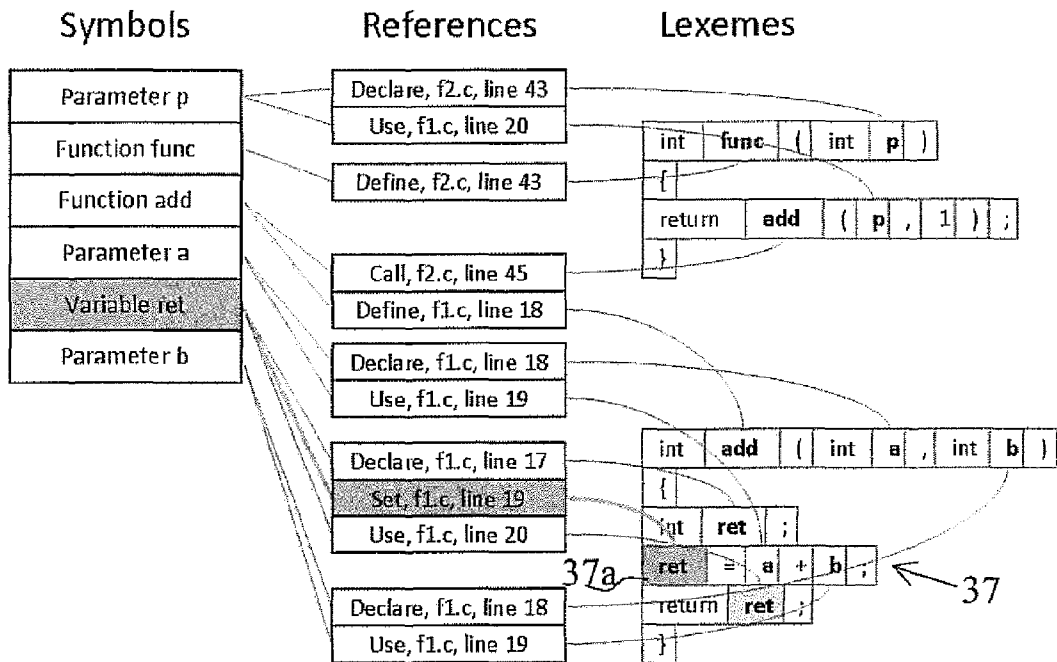 Symbols
References
Lexemes
Parameter p
Function func
Function add
Parameter a
Variable ret
Parameter b
Declare, f2.c, line 43
Use, f1.c, line 20
Define, f2.c, line 43
Call, f2.c, line 45
Define, f1.c, line 18
Declare, f1.c, line 18
Use, f1.c, line 19
Declare, f1.c, line 17
Set, f1.c, line 19
Use, f1.c, line 20
Declare, f1.c, line 18
Use, f1.c, line 19
int func ( int p )
{
return add ( p , 1 ) ;
}
int add ( int a , int b )
{
int ret ;
ret = a + b ;
return ret ;
}
37a
37